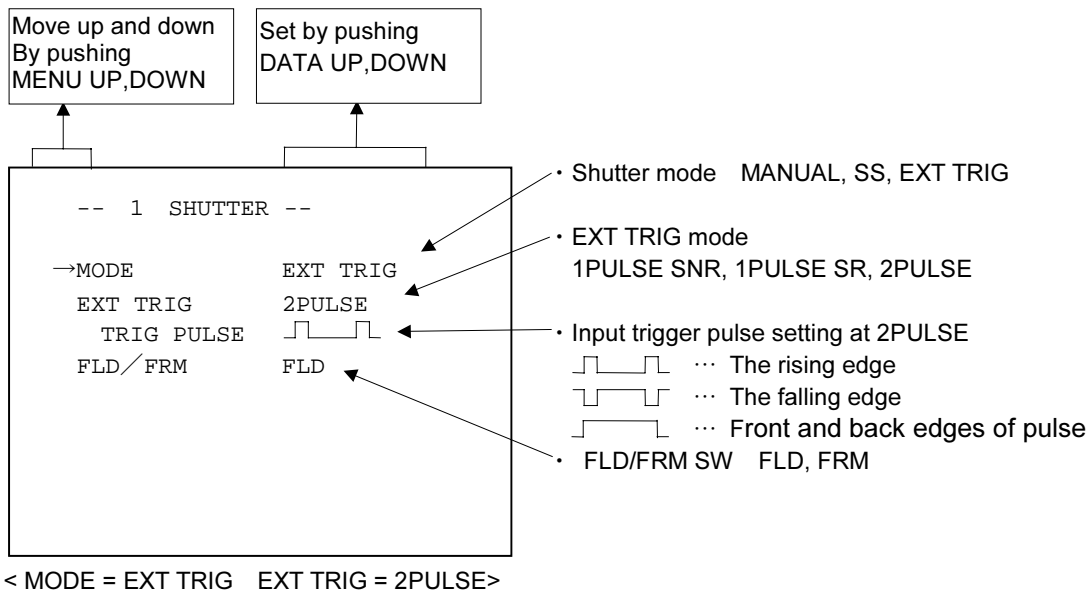 Move up and down
By pushing
MENU UP,DOWN
Set by pushing
DATA UP,DOWN
-- 1 SHUTTER --
→MODE EXT TRIG
EXT TRIG 2PULSE
TRIG PULSE
FLD/FRM FLD
・ Shutter mode MANUAL, SS, EXT TRIG
・ EXT TRIG mode
1PULSE SNR, 1PULSE SR, 2PULSE
・ Input trigger pulse setting at 2PULSE
… The rising edge
… The falling edge
… Front and back edges of pulse
・ FLD/FRM SW FLD, FRM
< MODE = EXT TRIG EXT TRIG = 2PULSE>